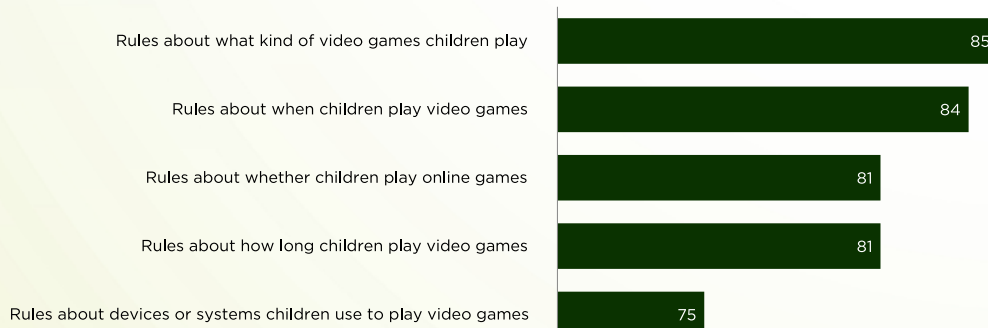 Rules about what kind of video games children play 85
Rules about when children play video games 84
Rules about whether children play online games 81
Rules about how long children play video games 81
Rules about devices or systems children use to play video games 75